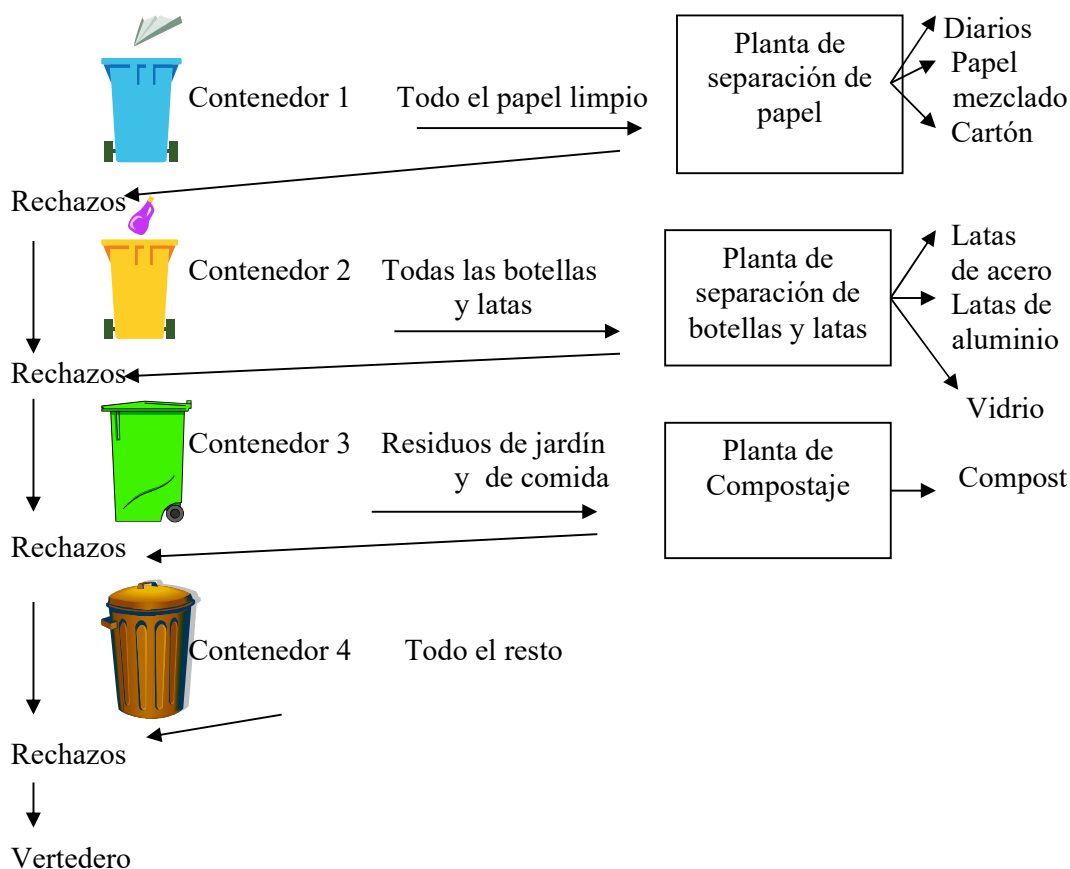 Contenedor 1
Todo el papel limpio
Planta de
separación de
papel
Diarios
Papel
mezclado
Cartón
Rechazos
Contenedor 2
Todas las botellas
y latas
Planta de
separación de
botellas y latas
Latas
de acero
Latas de
aluminio
Vidrio
Rechazos
Contenedor 3
Residuos de jardín
y de comida
Planta de
Compostaje
Compost
Rechazos
Contenedor 4
Todo el resto
Rechazos
Vertedero